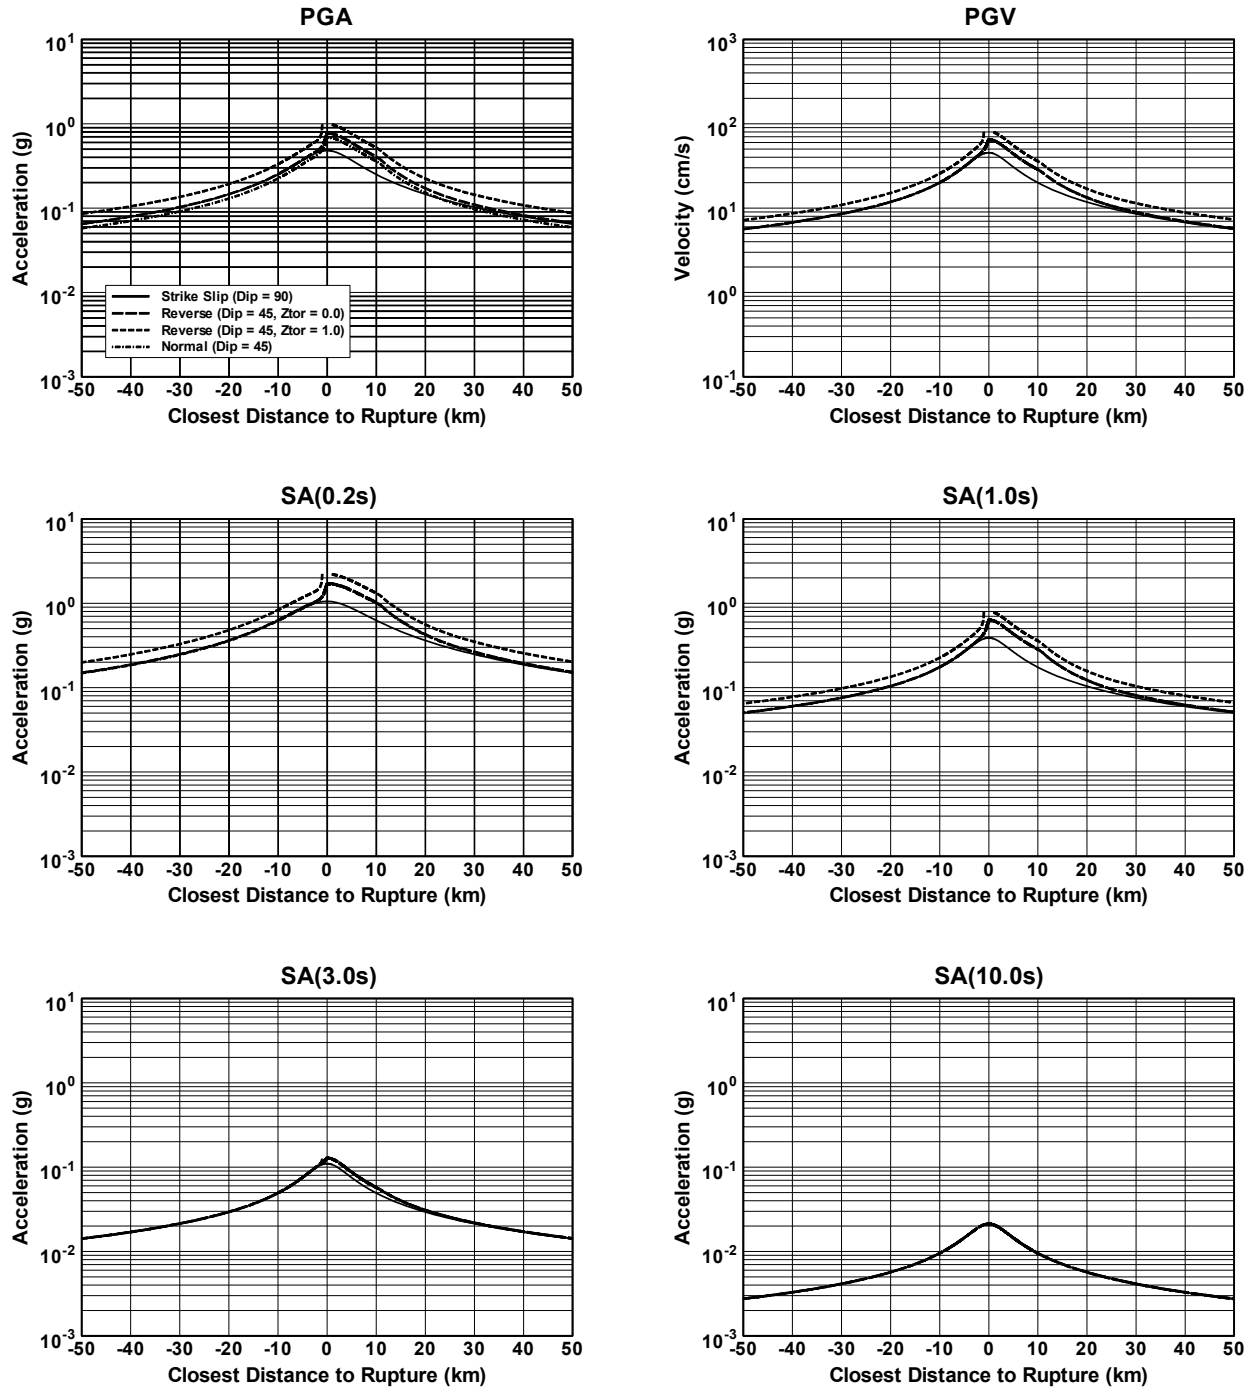 PGA
Acceleration (g)
10^1
10^0
10^-1
10^-2
10^-3
Strike Slip (Dip = 90)
Reverse (Dip = 45, Ztor = 0.0)
Reverse (Dip = 45, Ztor = 1.0)
Normal (Dip = 45)
-50 -40 -30 -20 -10 0 10 20 30 40 50
Closest Distance to Rupture (km)
PGV
Velocity (cm/s)
10^3
10^2
10^1
10^0
10^-1
-50 -40 -30 -20 -10 0 10 20 30 40 50
Closest Distance to Rupture (km)
SA(0.2s)
Acceleration (g)
10^1
10^0
10^-1
10^-2
10^-3
-50 -40 -30 -20 -10 0 10 20 30 40 50
Closest Distance to Rupture (km)
SA(1.0s)
Acceleration (g)
10^1
10^0
10^-1
10^-2
10^-3
-50 -40 -30 -20 -10 0 10 20 30 40 50
Closest Distance to Rupture (km)
SA(3.0s)
Acceleration (g)
10^1
10^0
10^-1
10^-2
10^-3
-50 -40 -30 -20 -10 0 10 20 30 40 50
Closest Distance to Rupture (km)
SA(10.0s)
Acceleration (g)
10^1
10^0
10^-1
10^-2
10^-3
-50 -40 -30 -20 -10 0 10 20 30 40 50
Closest Distance to Rupture (km)